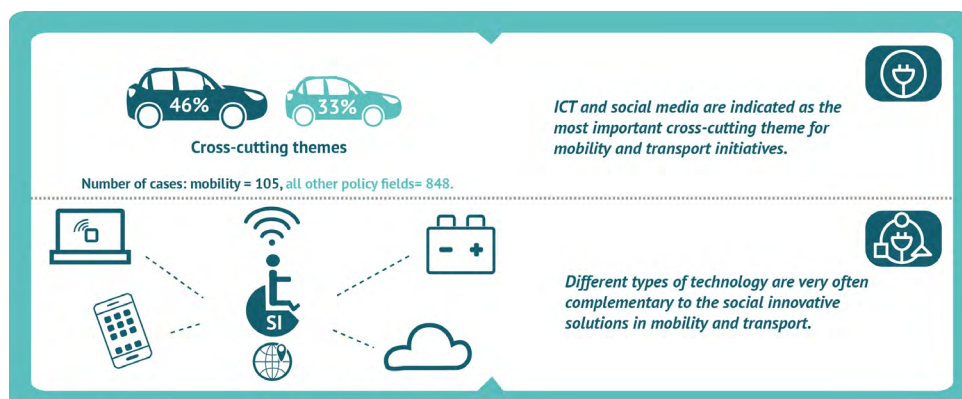 46%
33%
Cross-cutting themes
Number of cases: mobility = 105, all other policy fields= 848.
ICT and social media are indicated as the
most important cross-cutting theme for
mobility and transport initiatives.
SI
Different types of technology are very often
complementary to the social innovative
solutions in mobility and transport.